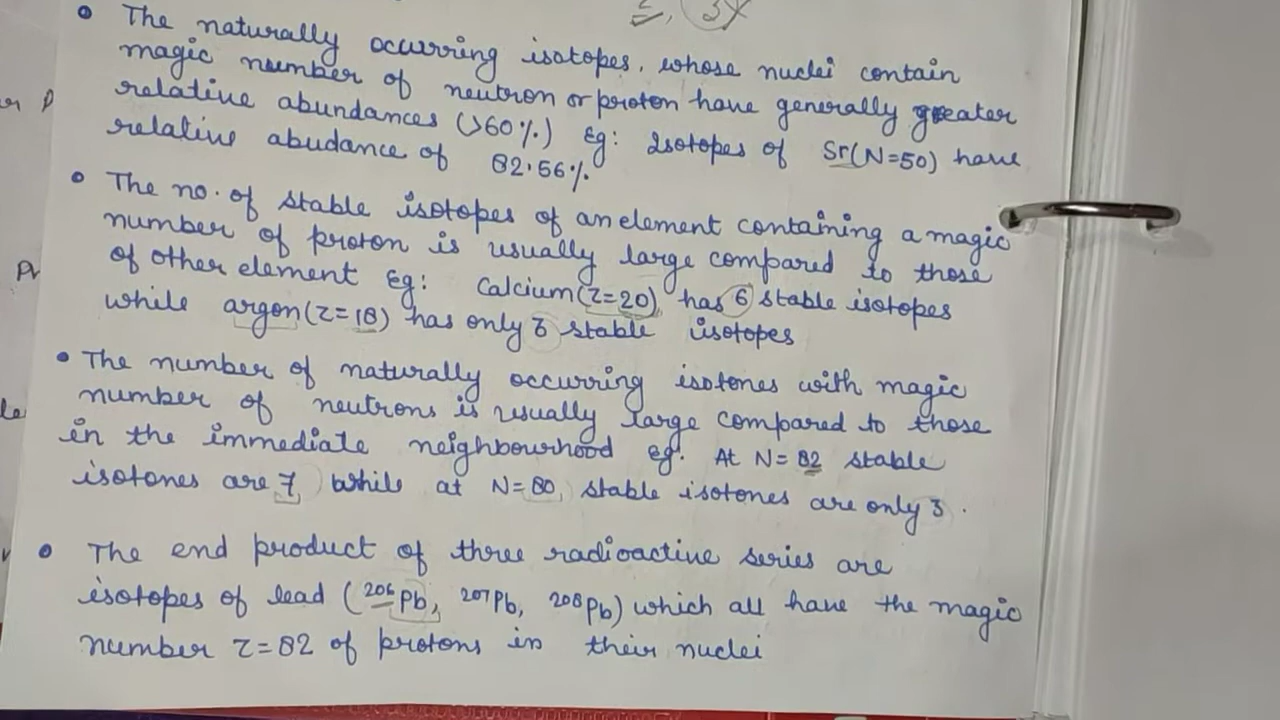 • The naturally ocurring isotopes, whose nuclei contain
magic number of neutron or proton have generally greater
relative abundances (>60%) Eg: Isotopes of Sr(N=50) have
relative abudance of 82.56%
• The no. of stable isotopes of an element containing a magic
number of proton is usually large compared to those
of other element Eg: Calcium(Z=20) has 6 stable isotopes
while argon(Z=18) has only 3 stable isotopes
• The number of naturally occurring isotones with magic
number of neutrons is usually large compared to those
in the immediate neighbourhood eg. At N=82 stable
isotones are 7 while at N=80, stable isotones are only 3.
• The end product of three radioactive series are
isotopes of lead (²⁰⁶Pb, ²⁰⁷Pb, ²⁰⁸Pb) which all have the magic
number Z=82 of protons in their nuclei